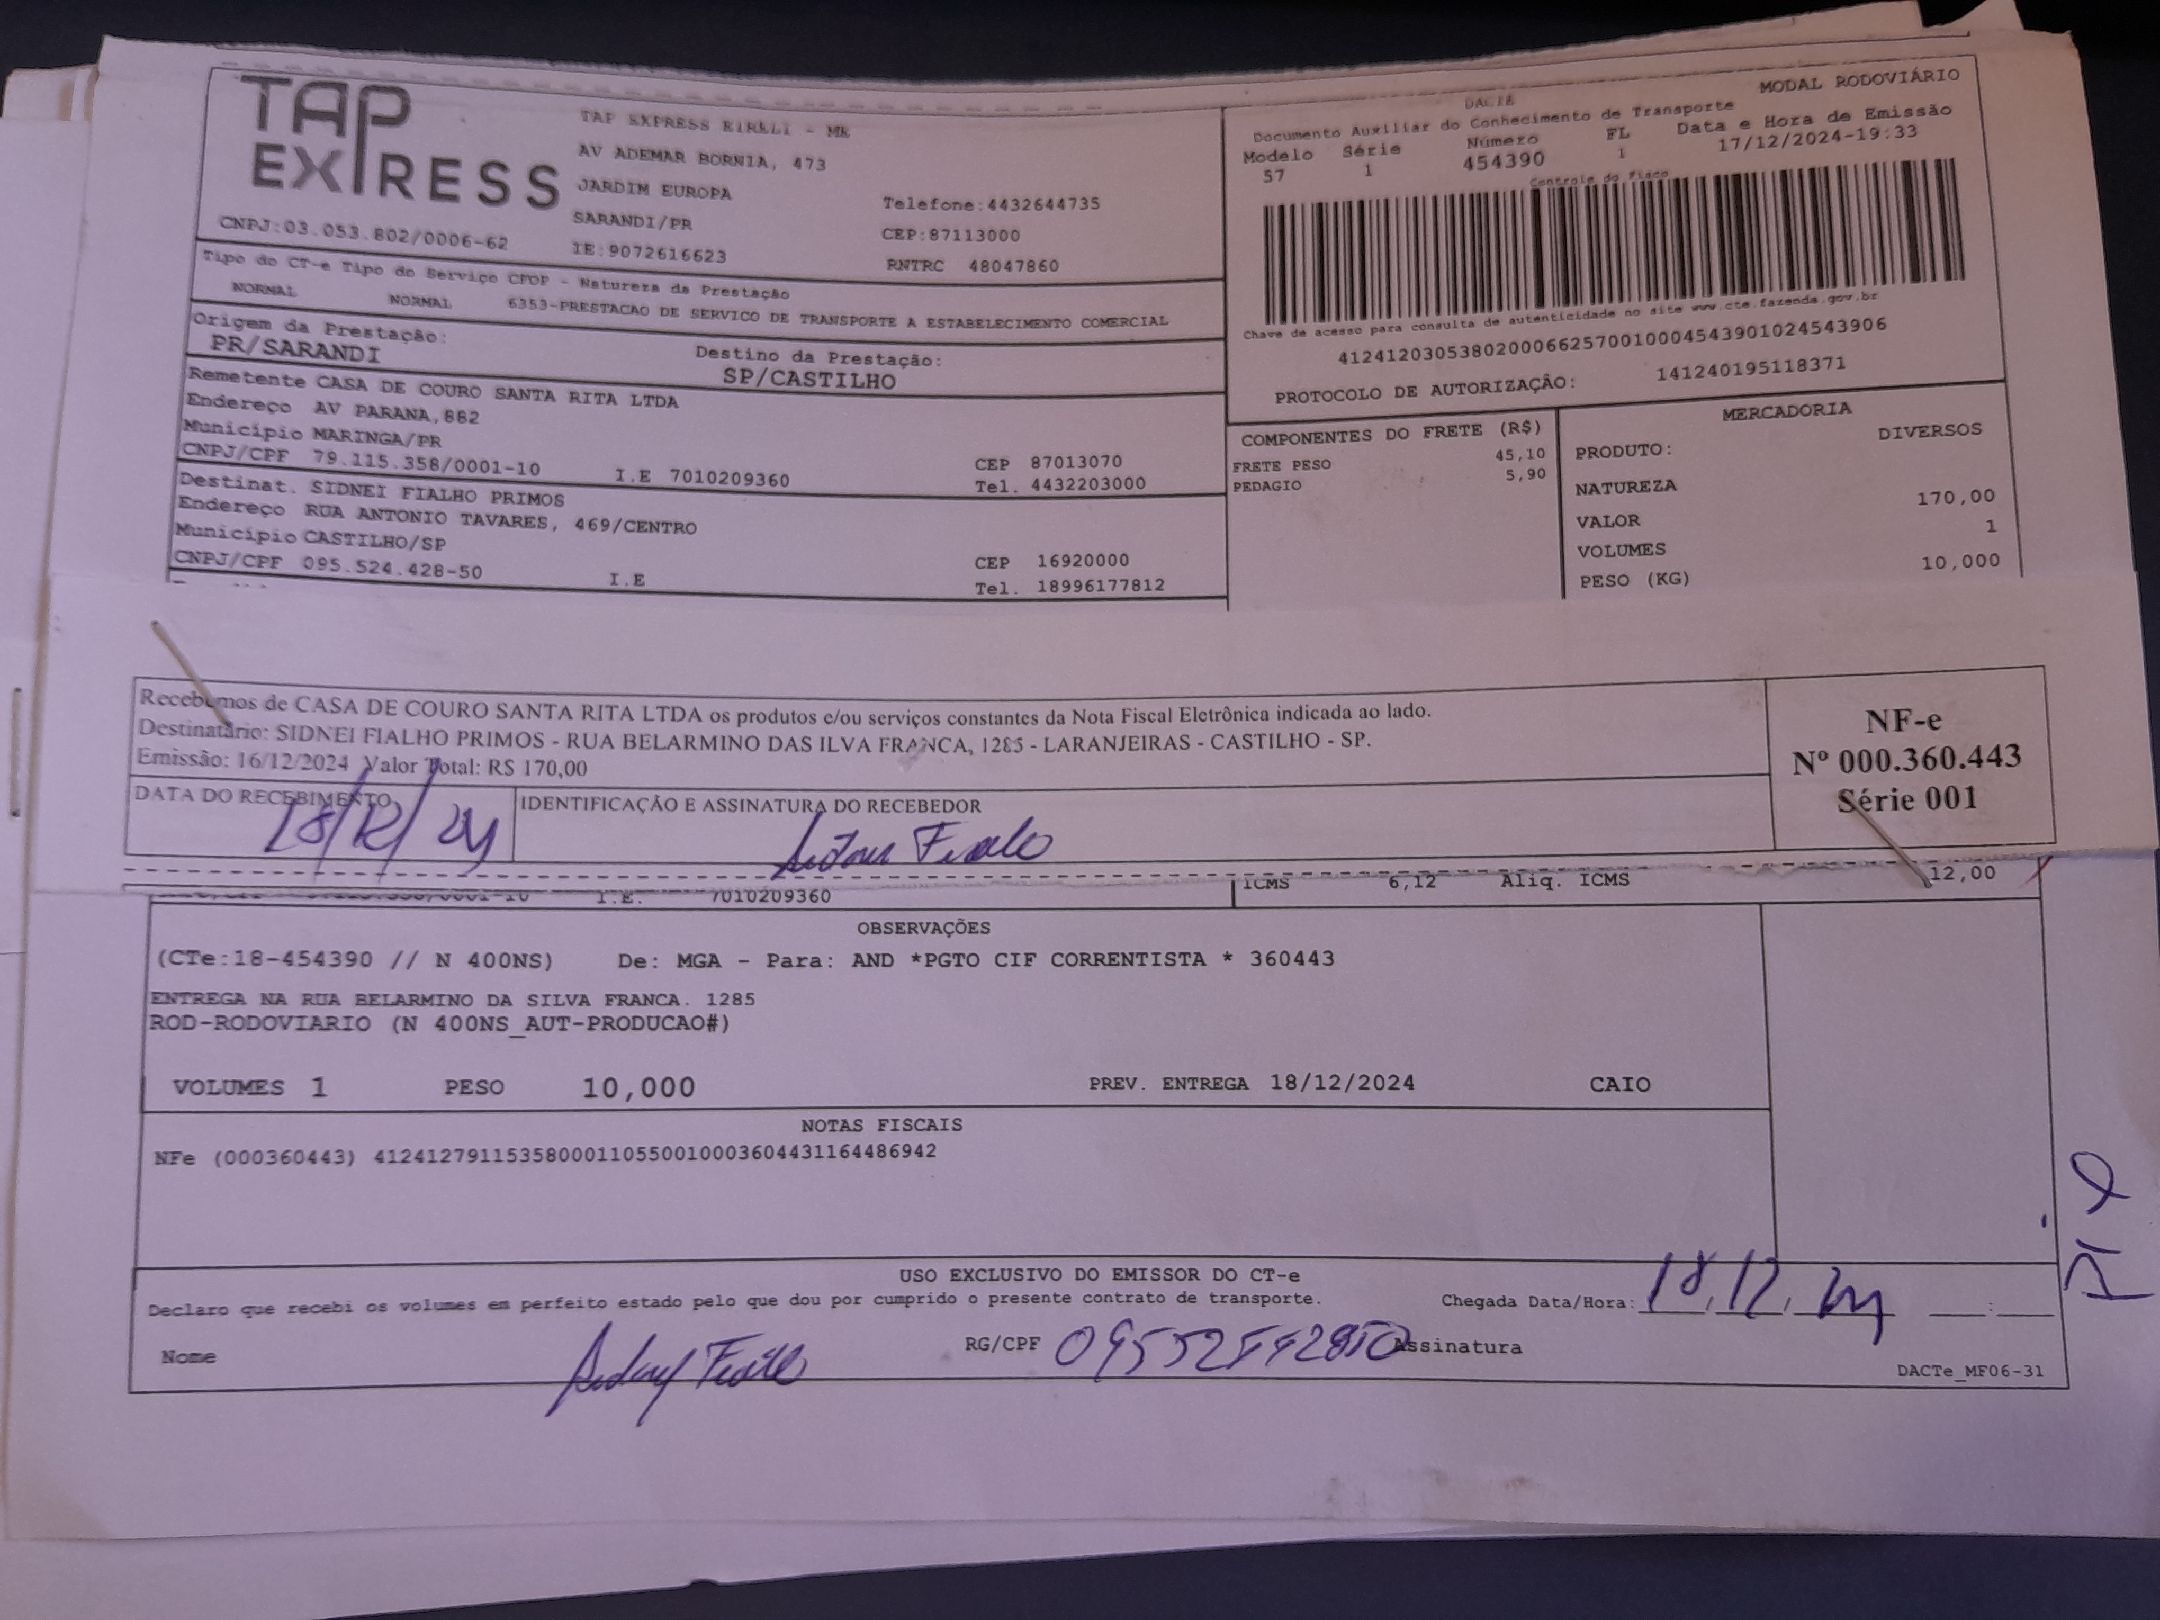 TAP EXPRESS
TAP EXPRESS EIRELI - ME
AV ADEMAR BORNIA, 473
JARDIM EUROPA
SARANDI/PR
IE:9072616623
Telefone:4432644735
CEP:87113000
RNTRC 48047860
CNPJ:03.053.802/0006-62
Tipo do CT-e Tipo do Serviço CFOP - Natureza da Prestação
NORMAL NORMAL 6353-PRESTACAO DE SERVICO DE TRANSPORTE A ESTABELECIMENTO COMERCIAL
Origem da Prestação:
PR/SARANDI
Destino da Prestação:
SP/CASTILHO
Remetente CASA DE COURO SANTA RITA LTDA
Endereço AV PARANA,882
Município MARINGA/PR
CNPJ/CPF 79.115.358/0001-10 I.E 7010209360
CEP 87013070
Tel. 4432203000
Destinat. SIDNEI FIALHO PRIMOS
Endereço RUA ANTONIO TAVARES, 469/CENTRO
Município CASTILHO/SP
CNPJ/CPF 095.524.428-50 I.E
CEP 16920000
Tel. 18996177812
MODAL RODOVIÁRIO
DACTE
Documento Auxiliar do Conhecimento de Transporte
Modelo Série Número FL Data e Hora de Emissão
57 1 454390 1 17/12/2024-19:33
Controle do Fisco
Chave de acesso para consulta de autenticidade no site www.cte.fazenda.gov.br
41241203053802000662570010004543901024543906
PROTOCOLO DE AUTORIZAÇÃO: 141240195118371
COMPONENTES DO FRETE (R$)
FRETE PESO 45,10
PEDAGIO 5,90
MERCADORIA
PRODUTO: DIVERSOS
NATUREZA
VALOR 170,00
VOLUMES 1
PESO (KG) 10,000
Recebemos de CASA DE COURO SANTA RITA LTDA os produtos e/ou serviços constantes da Nota Fiscal Eletrônica indicada ao lado.
Destinatário: SIDNEI FIALHO PRIMOS - RUA BELARMINO DAS ILVA FRANCA, 1285 - LARANJEIRAS - CASTILHO - SP.
Emissão: 16/12/2024 Valor Total: R$ 170,00
DATA DO RECEBIMENTO
18/12/24
IDENTIFICAÇÃO E ASSINATURA DO RECEBEDOR
NF-e
Nº 000.360.443
Série 001
I.E. 7010209360
ICMS 6,12 Aliq. ICMS 12,00
OBSERVAÇÕES
(CTe:18-454390 // N 400NS) De: MGA - Para: AND *PGTO CIF CORRENTISTA * 360443
ENTREGA NA RUA BELARMINO DA SILVA FRANCA. 1285
ROD-RODOVIARIO (N 400NS_AUT-PRODUCAO#)
VOLUMES 1 PESO 10,000 PREV. ENTREGA 18/12/2024 CAIO
NOTAS FISCAIS
NFe (000360443) 41241279115358000110550010003604431164486942
USO EXCLUSIVO DO EMISSOR DO CT-e
Declaro que recebi os volumes em perfeito estado pelo que dou por cumprido o presente contrato de transporte.
Chegada Data/Hora: 18, 12, 24
Nome
RG/CPF 09552442850 Assinatura
DACTe_MF06-31